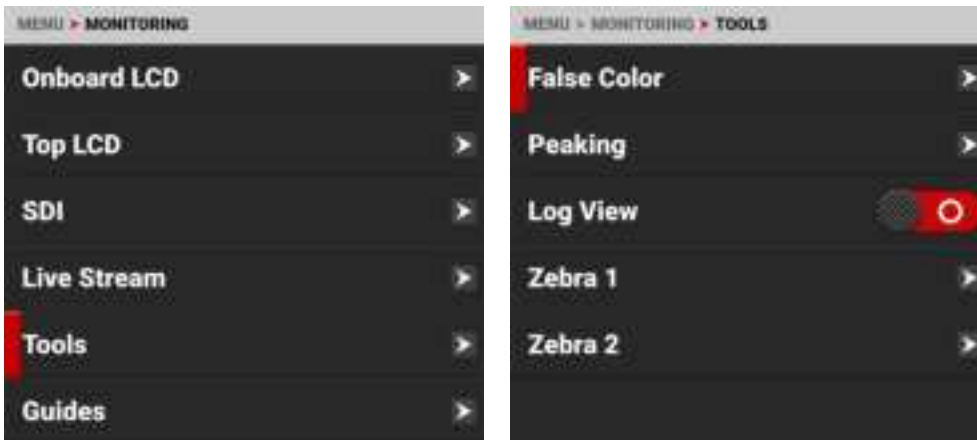 MENU > MONITORING
Onboard LCD
Top LCD
SDI
Live Stream
Tools
Guides
MENU > MONITORING > TOOLS
False Color
Peaking
Log View
Zebra 1
Zebra 2